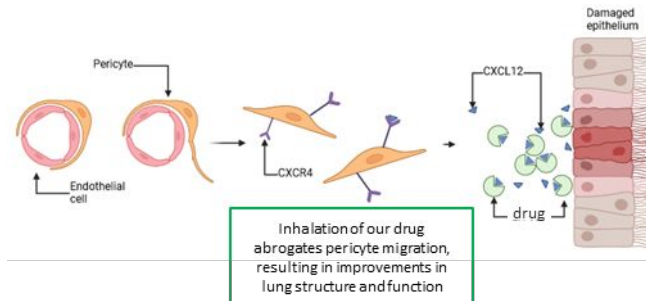 Damaged
epithelium
Pericyte
CXCL12
CXCR4
Endothelial
cell
drug
Inhalation of our drug
abrogates pericyte migration,
resulting in improvements in
lung structure and function